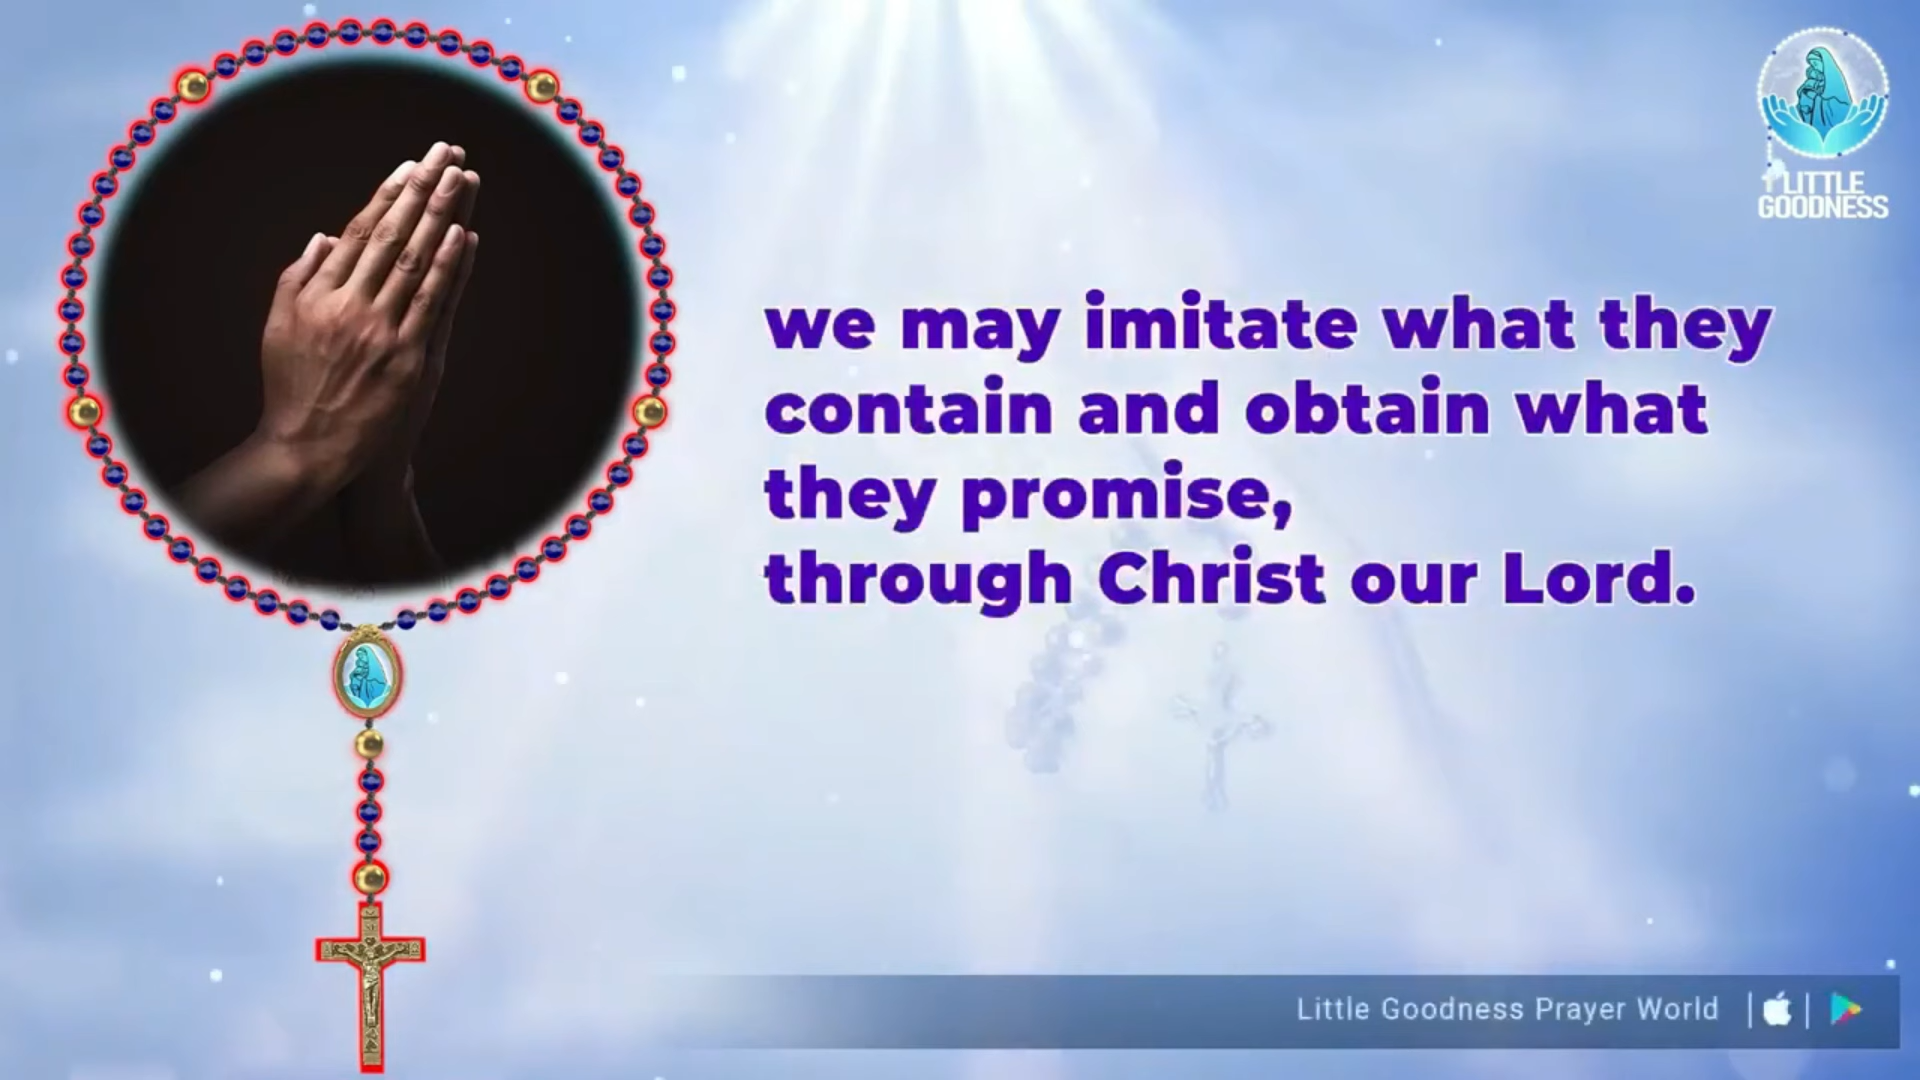 LITTLE
GOODNESS
we may imitate what they
contain and obtain what
they promise,
through Christ our Lord.
Little Goodness Prayer World